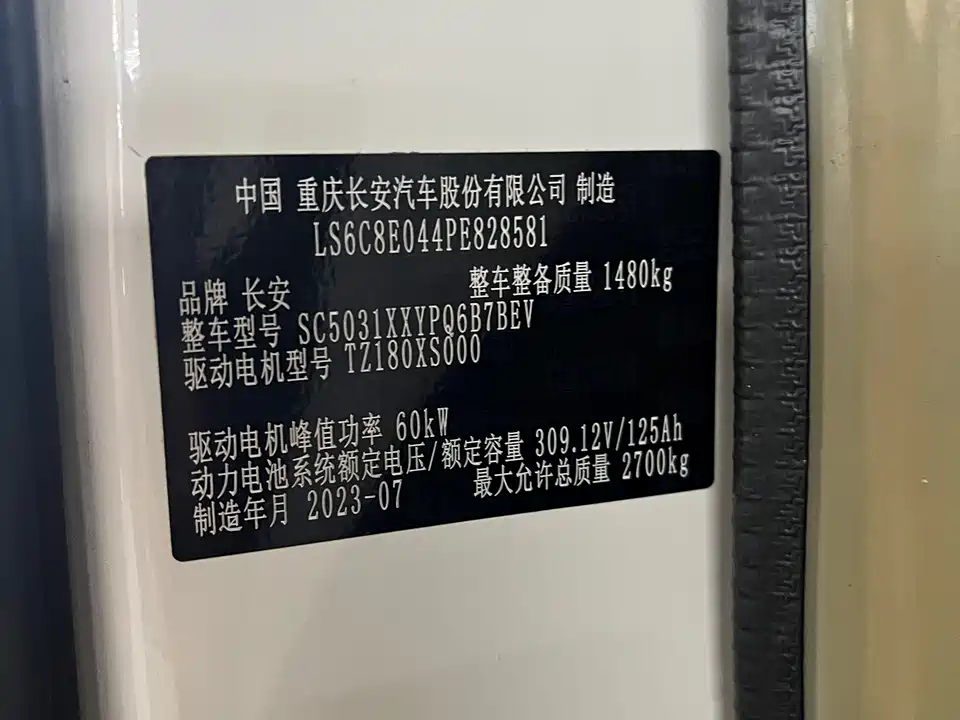 中国 重庆长安汽车股份有限公司 制造
LS6C8E044PE828581
品牌 长安 整车整备质量 1480kg
整车型号 SC5031XXYPQ6B7BEV
驱动电机型号 TZ180XS000
驱动电机峰值功率 60kW
动力电池系统额定电压/额定容量 309.12V/125Ah
制造年月 2023-07 最大允许总质量 2700kg